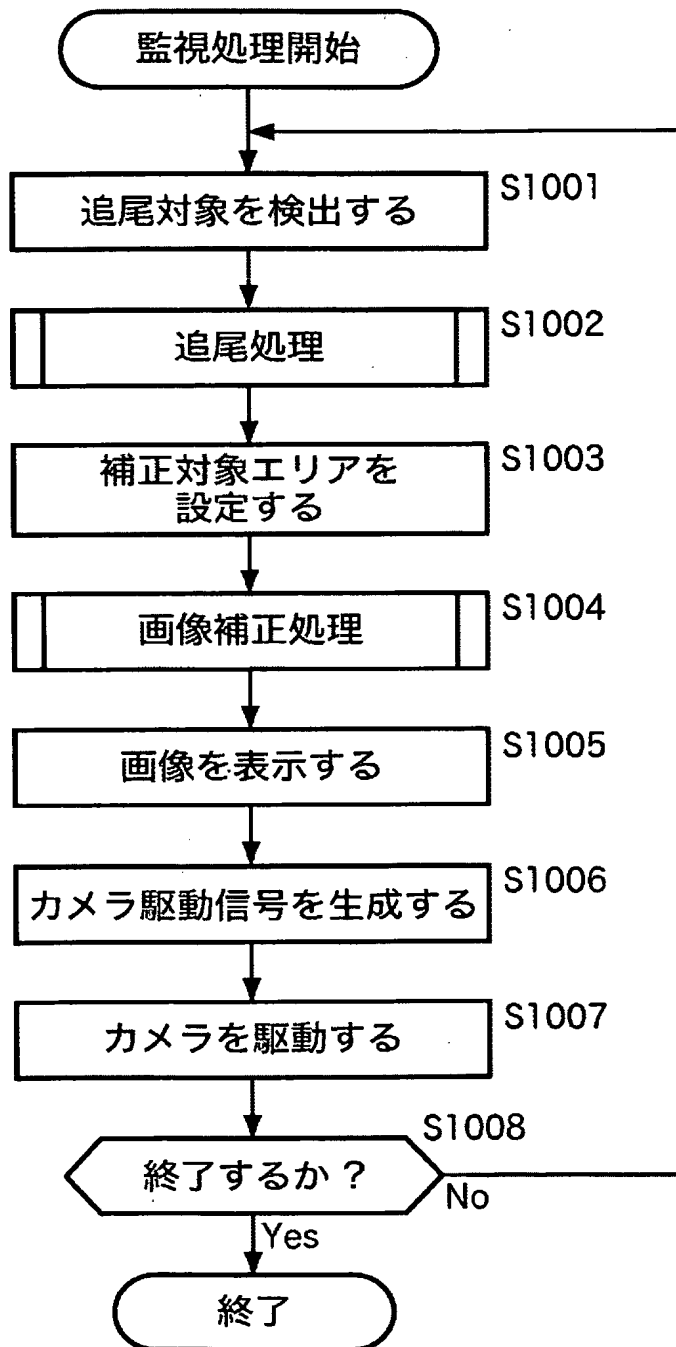 監視処理開始
追尾対象を検出する
S1001
追尾処理
S1002
補正対象エリアを
設定する
S1003
画像補正処理
S1004
画像を表示する
S1005
カメラ駆動信号を生成する
S1006
カメラを駆動する
S1007
S1008
終了するか？
No
Yes
終了